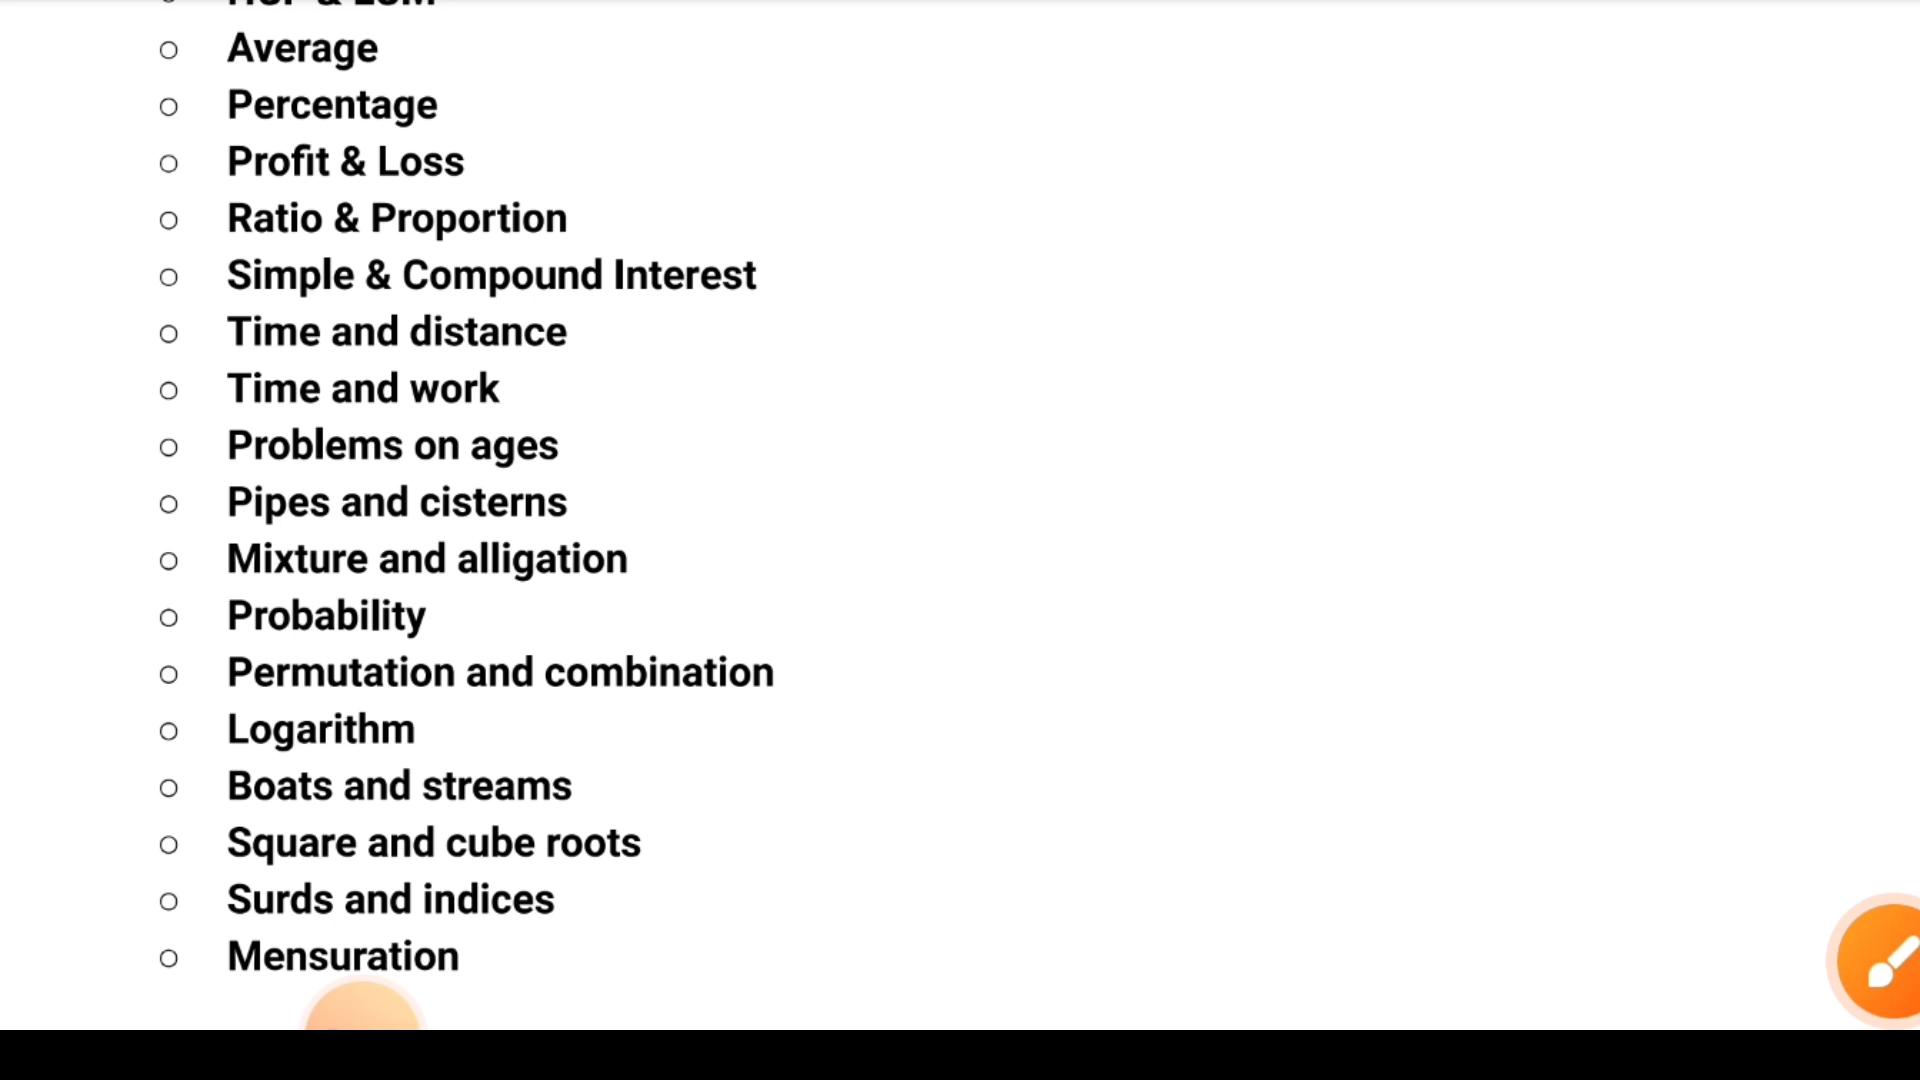 Average
Percentage
Profit & Loss
Ratio & Proportion
Simple & Compound Interest
Time and distance
Time and work
Problems on ages
Pipes and cisterns
Mixture and alligation
Probability
Permutation and combination
Logarithm
Boats and streams
Square and cube roots
Surds and indices
Mensuration